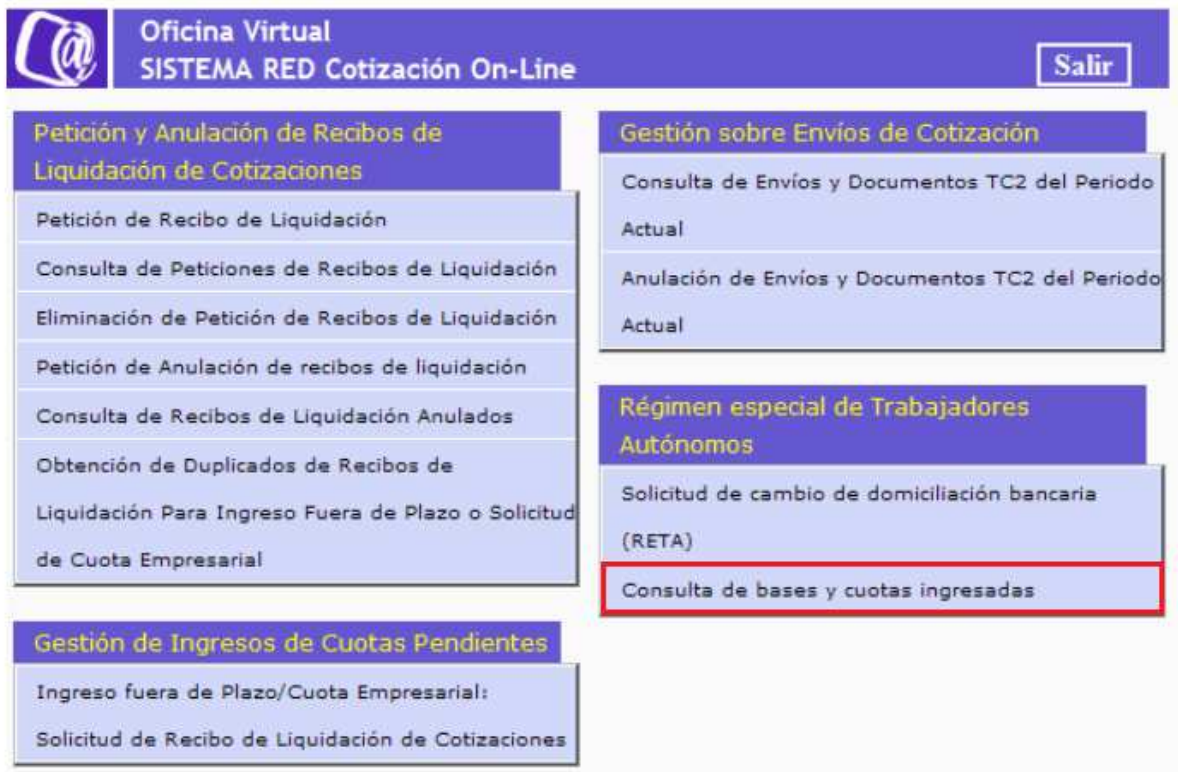 Oficina Virtual
SISTEMA RED Cotización On-Line
Salir
Petición y Anulación de Recibos de
Liquidación de Cotizaciones
Petición de Recibo de Liquidación
Consulta de Peticiones de Recibos de Liquidación
Eliminación de Petición de Recibos de Liquidación
Petición de Anulación de recibos de liquidación
Consulta de Recibos de Liquidación Anulados
Obtención de Duplicados de Recibos de
Liquidación Para Ingreso Fuera de Plazo o Solicitud
de Cuota Empresarial
Gestión de Ingresos de Cuotas Pendientes
Ingreso fuera de Plazo/Cuota Empresarial:
Solicitud de Recibo de Liquidación de Cotizaciones
Gestión sobre Envíos de Cotización
Consulta de Envíos y Documentos TC2 del Periodo
Actual
Anulación de Envíos y Documentos TC2 del Periodo
Actual
Régimen especial de Trabajadores
Autónomos
Solicitud de cambio de domiciliación bancaria
(RETA)
Consulta de bases y cuotas ingresadas